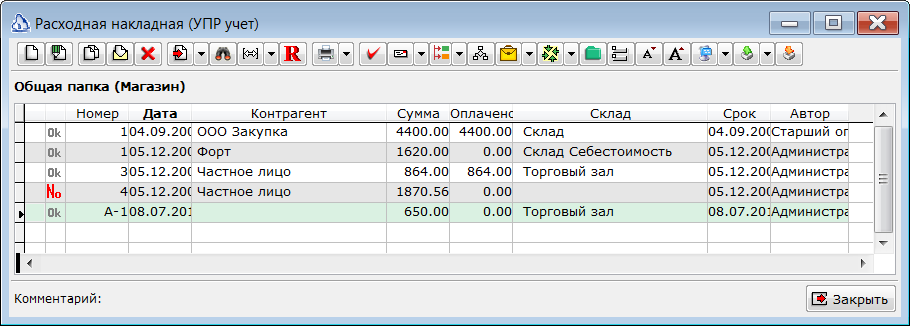 Расходная накладная (УПР учет)
R
Общая папка (Магазин)
Номер Дата Контрагент Сумма Оплачено Склад Срок Автор
Ok 1 04.09.200 ООО Закупка 4400.00 4400.00 Склад 04.09.200 Старший оп
Ok 1 05.12.200 Форт 1620.00 0.00 Склад Себестоимость 05.12.200 Администра
Ok 3 05.12.200 Частное лицо 864.00 864.00 Торговый зал 05.12.200 Администра
No 4 05.12.200 Частное лицо 1870.56 0.00 05.12.200 Администра
Ok А-1 08.07.201 650.00 0.00 Торговый зал 08.07.201 Администра
Комментарий:
Закрыть